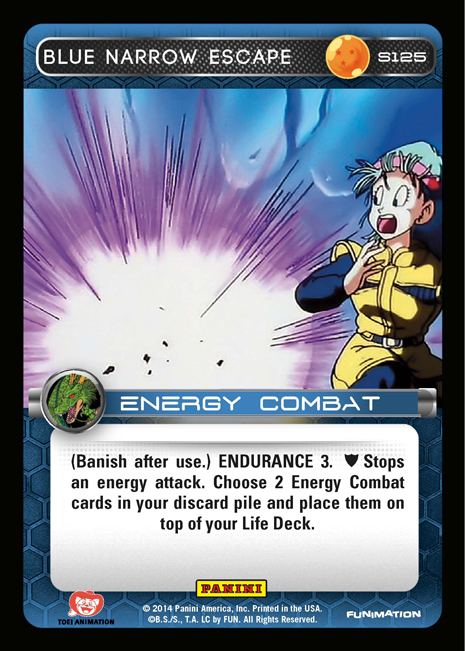 BLUE NARROW ESCAPE
S125
ENERGY COMBAT
(Banish after use.) ENDURANCE 3. Stops
an energy attack. Choose 2 Energy Combat
cards in your discard pile and place them on
top of your Life Deck.
PANINI
© 2014 Panini America, Inc. Printed in the USA.
©B.S./S., T.A. LC by FUN. All Rights Reserved.
TOEI ANIMATION
FUNIMATION